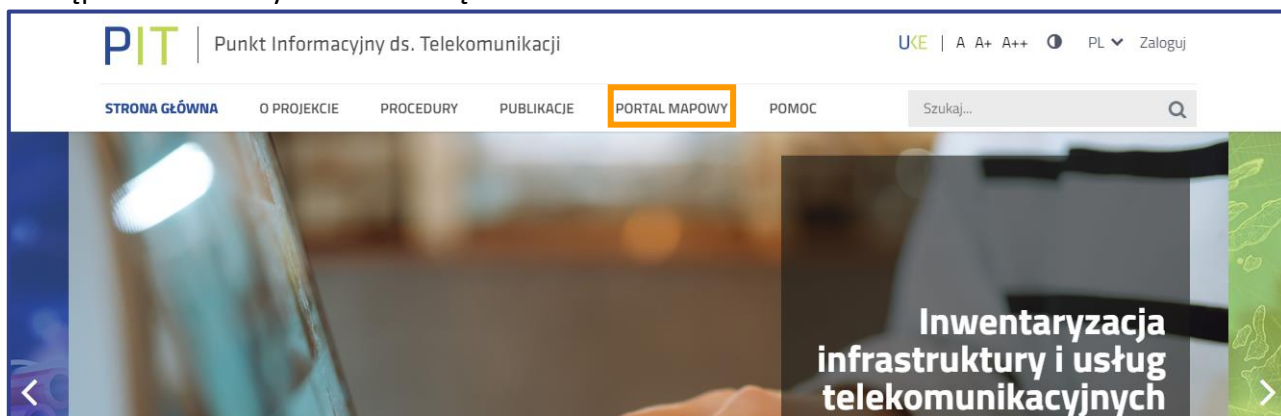 PIT | Punkt Informacyjny ds. Telekomunikacji
UKE | A A+ A++ PL Zaloguj
STRONA GŁÓWNA O PROJEKCIE PROCEDURY PUBLIKACJE PORTAL MAPOWY POMOC Szukaj...
Inwentaryzacja
infrastruktury i usług
telekomunikacyjnych